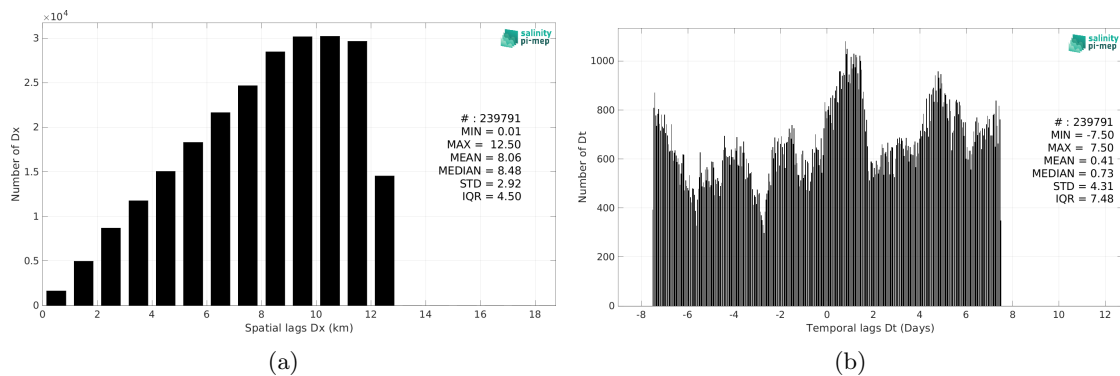 ×10⁴
3
2.5
2
1.5
1
0.5
0
Number of Dx
0 2 4 6 8 10 12 14 16 18
Spatial lags Dx (km)
salinity
pi-mep
# : 239791
MIN = 0.01
MAX = 12.50
MEAN = 8.06
MEDIAN = 8.48
STD = 2.92
IQR = 4.50
(a)
1000
800
600
400
200
0
Number of Dt
-8 -6 -4 -2 0 2 4 6 8 10 12
Temporal lags Dt (Days)
salinity
pi-mep
# : 239791
MIN = -7.50
MAX = 7.50
MEAN = 0.41
MEDIAN = 0.73
STD = 4.31
IQR = 7.48
(b)